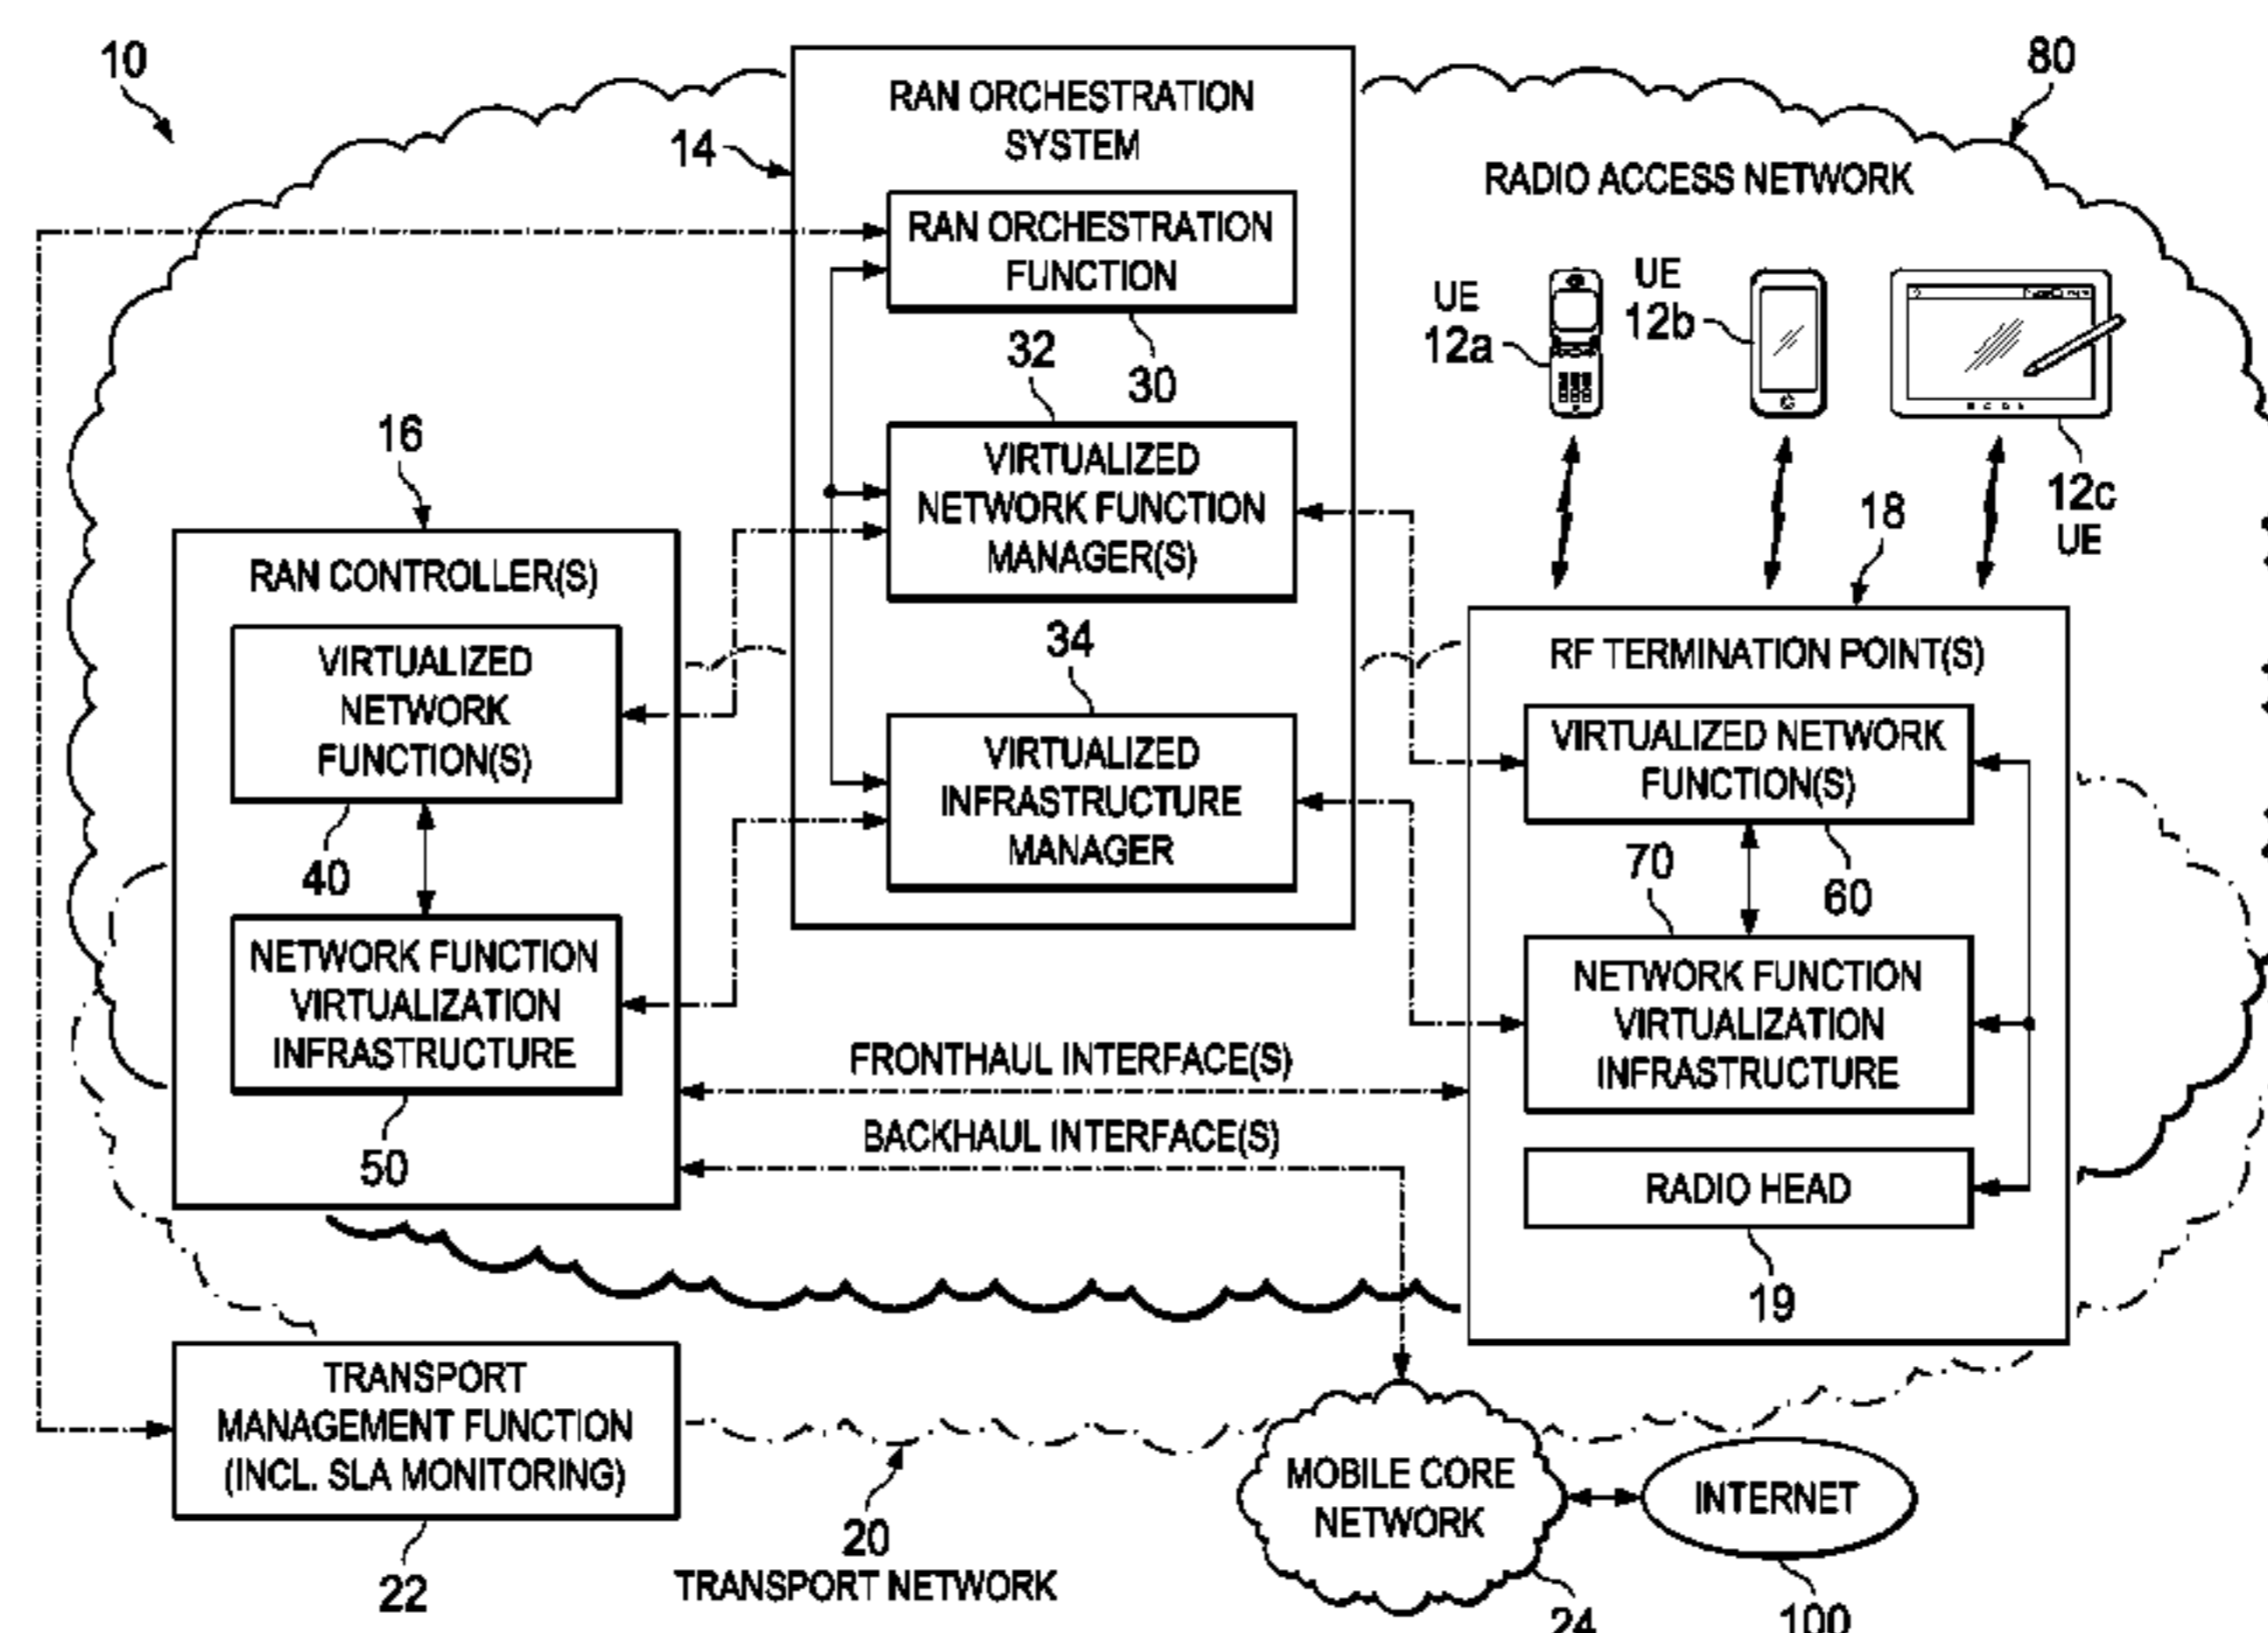 10
80
RAN ORCHESTRATION
SYSTEM
14
RADIO ACCESS NETWORK
RAN ORCHESTRATION
FUNCTION
30
UE
12a
UE
12b
12c
UE
32
VIRTUALIZED
NETWORK FUNCTION
MANAGER(S)
16
RAN CONTROLLER(S)
VIRTUALIZED
NETWORK
FUNCTION(S)
40
NETWORK FUNCTION
VIRTUALIZATION
INFRASTRUCTURE
50
34
VIRTUALIZED
INFRASTRUCTURE
MANAGER
18
RF TERMINATION POINT(S)
VIRTUALIZED NETWORK
FUNCTION(S)
60
70
NETWORK FUNCTION
VIRTUALIZATION
INFRASTRUCTURE
RADIO HEAD
19
FRONTHAUL INTERFACE(S)
BACKHAUL INTERFACE(S)
TRANSPORT
MANAGEMENT FUNCTION
(INCL. SLA MONITORING)
22
20
TRANSPORT NETWORK
MOBILE CORE
NETWORK
24
INTERNET
100